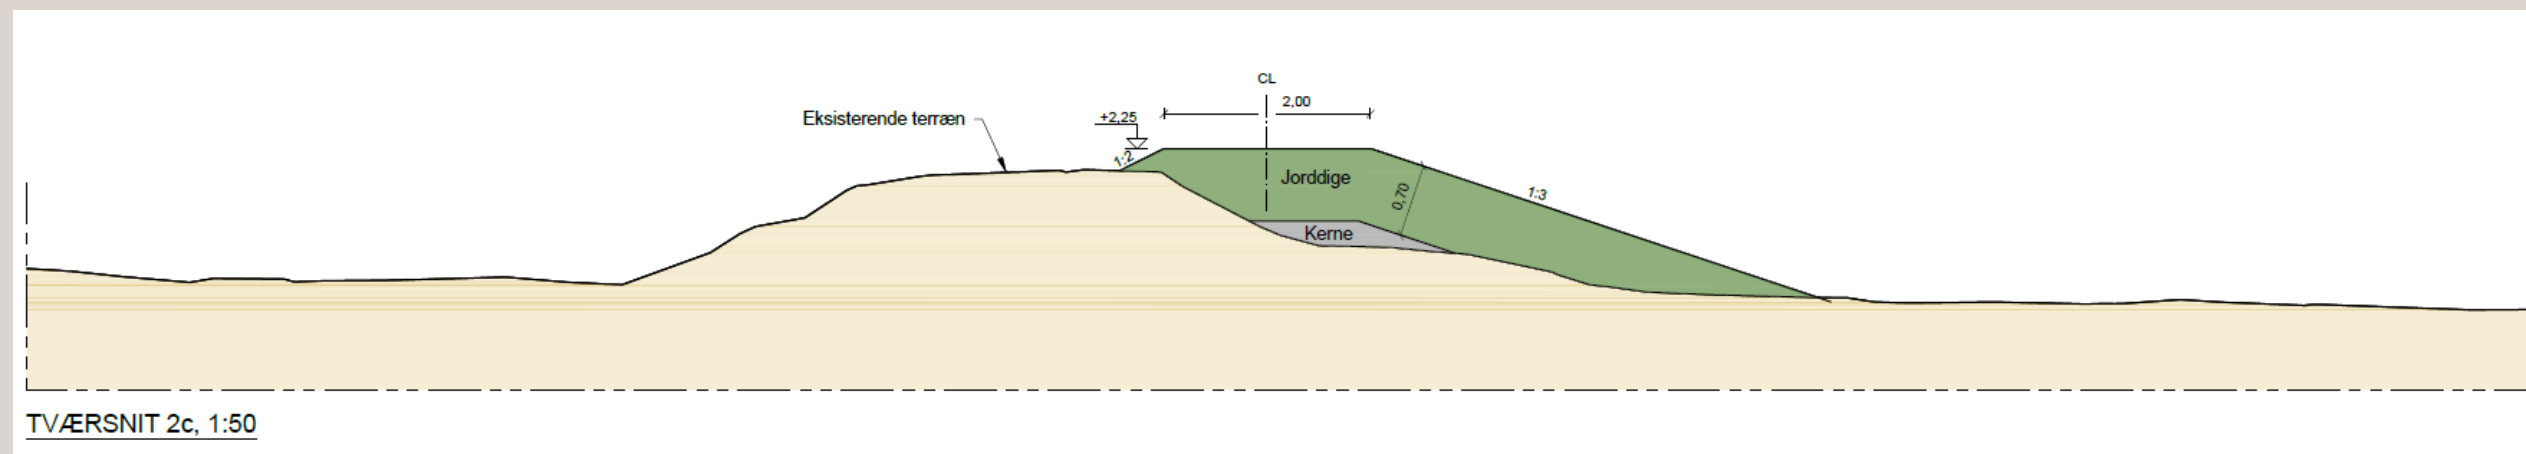 CL
2,00
+2,25
Eksisterende terræn
1:2
Jorddige
0,70
1:3
Kerne
TVÆRSNIT 2c, 1:50